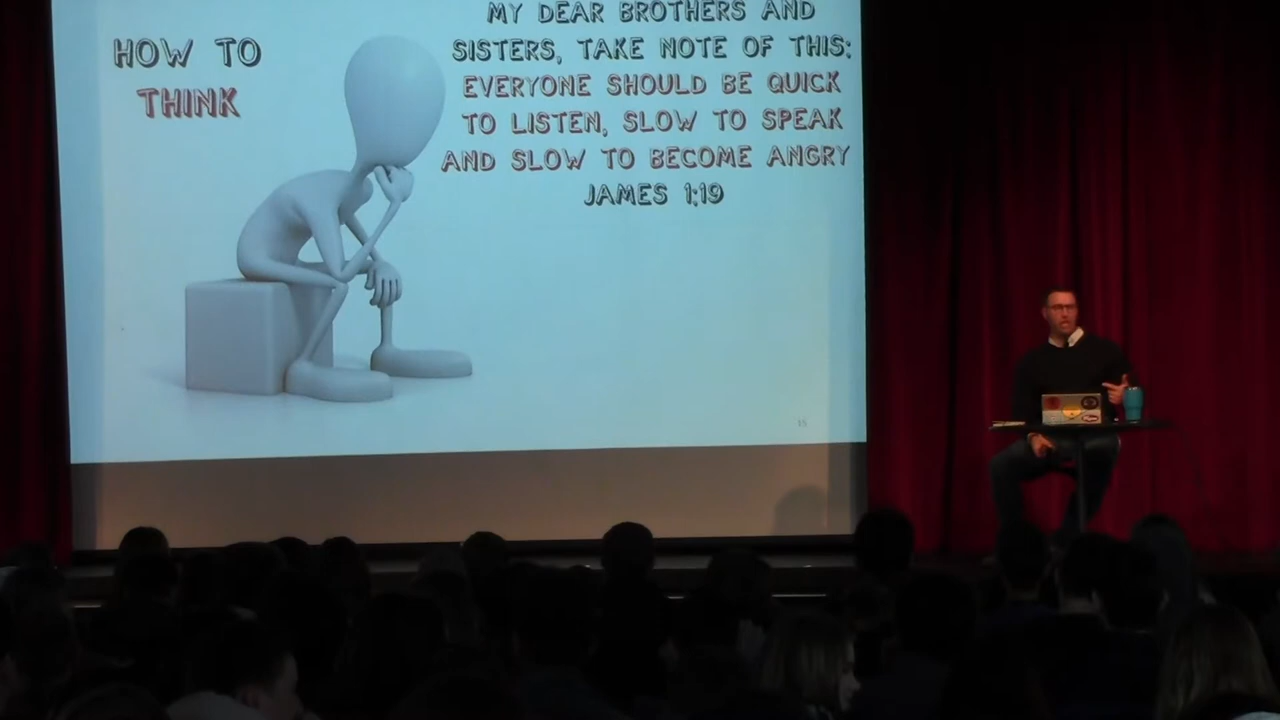 HOW TO
THINK
MY DEAR BROTHERS AND
SISTERS, TAKE NOTE OF THIS:
EVERYONE SHOULD BE QUICK
TO LISTEN, SLOW TO SPEAK
AND SLOW TO BECOME ANGRY
JAMES 1:19
15